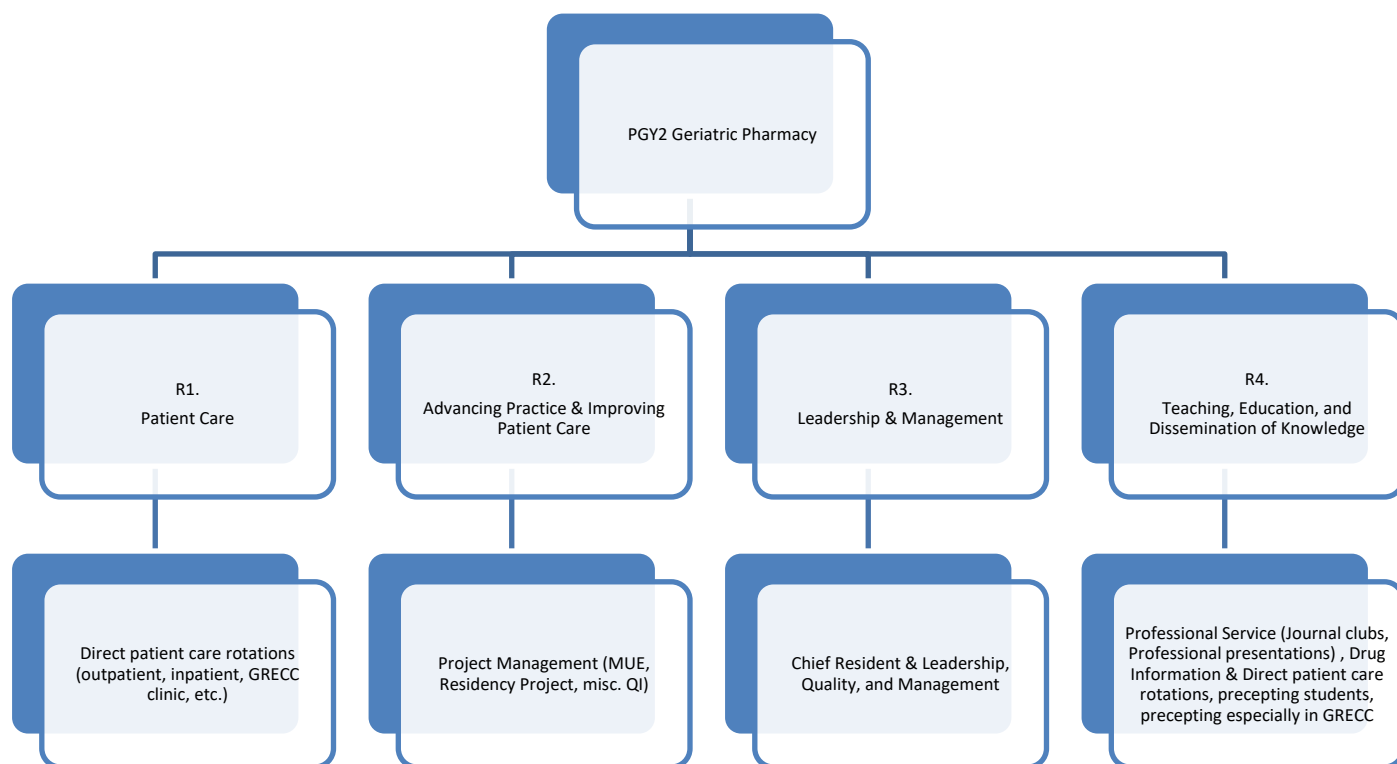 PGY2 Geriatric Pharmacy
R1.
Patient Care
R2.
Advancing Practice & Improving
Patient Care
R3.
Leadership & Management
R4.
Teaching, Education, and
Dissemination of Knowledge
Direct patient care rotations
(outpatient, inpatient, GRECC
clinic, etc.)
Project Management (MUE,
Residency Project, misc. QI)
Chief Resident & Leadership,
Quality, and Management
Professional Service (Journal clubs,
Professional presentations) , Drug
Information & Direct patient care
rotations, precepting students,
precepting especially in GRECC